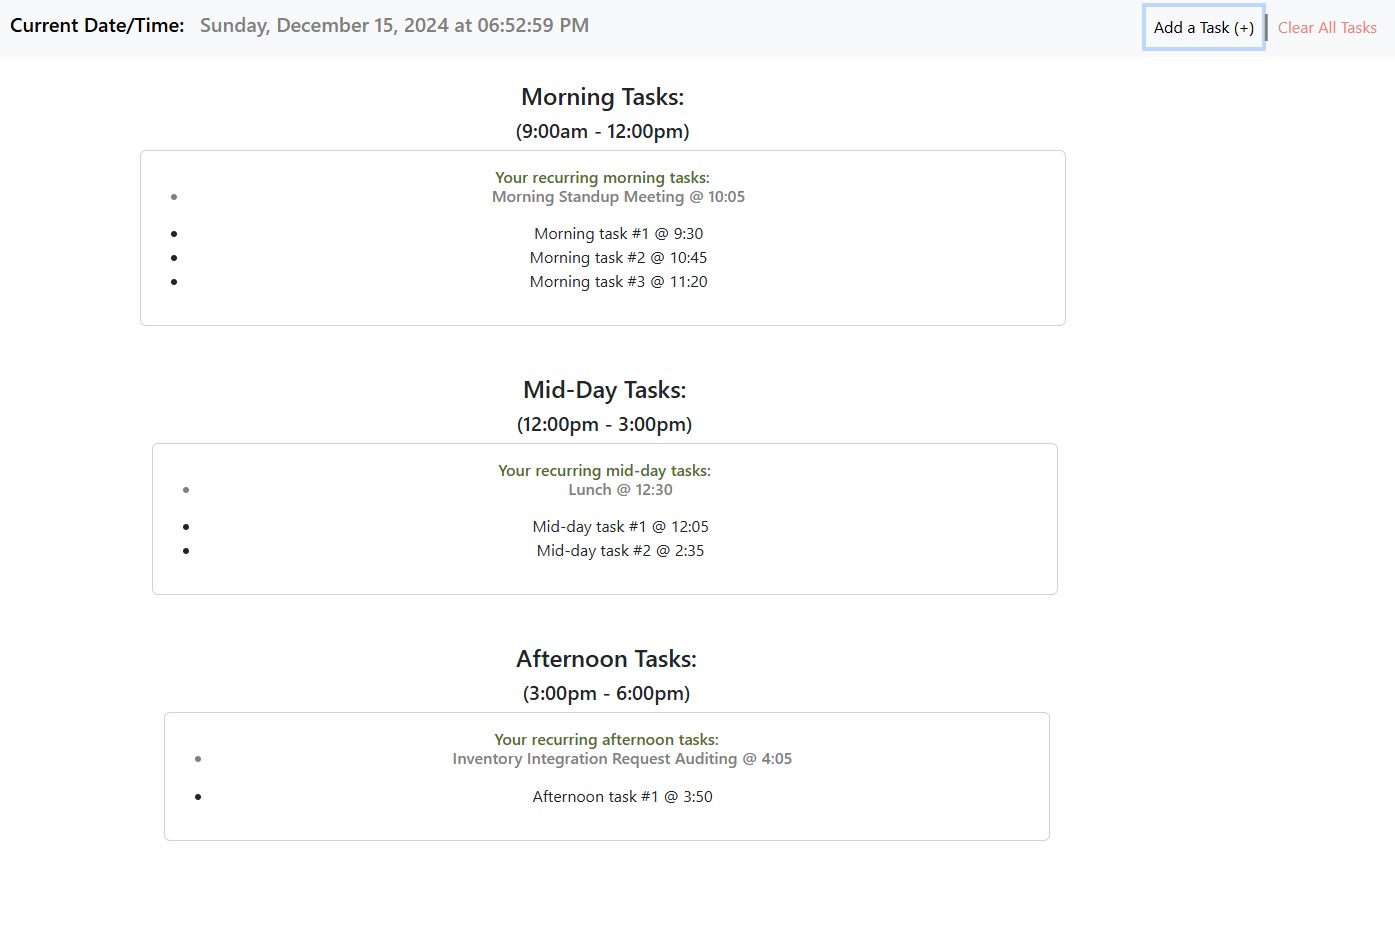 Current Date/Time: Sunday, December 15, 2024 at 06:52:59 PM
Add a Task (+)
Clear All Tasks
Morning Tasks:
(9:00am - 12:00pm)
Your recurring morning tasks:
Morning Standup Meeting @ 10:05
Morning task #1 @ 9:30
Morning task #2 @ 10:45
Morning task #3 @ 11:20
Mid-Day Tasks:
(12:00pm - 3:00pm)
Your recurring mid-day tasks:
Lunch @ 12:30
Mid-day task #1 @ 12:05
Mid-day task #2 @ 2:35
Afternoon Tasks:
(3:00pm - 6:00pm)
Your recurring afternoon tasks:
Inventory Integration Request Auditing @ 4:05
Afternoon task #1 @ 3:50